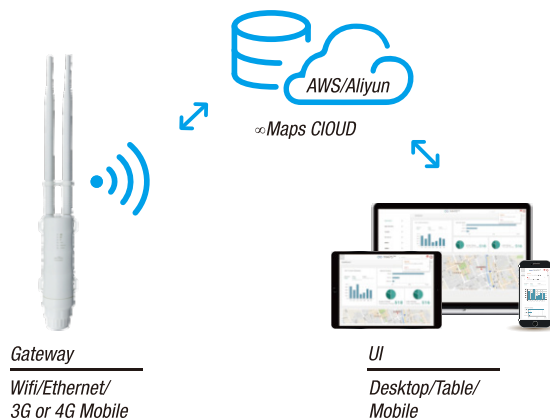 AWS/Aliyun
∞Maps ClOUD
Gateway
Wifi/Ethernet/
3G or 4G Mobile
UI
Desktop/Table/
Mobile